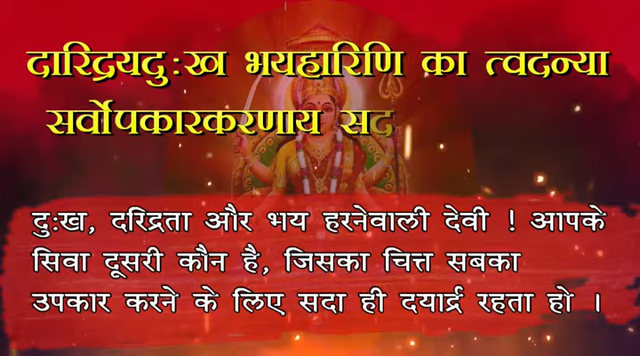 दारिद्रयदुःख भयहारिणि का त्वदन्या
सर्वोपकारकरणाय सद
दुःख, दरिद्रता और भय हरनेवाली देवी ! आपके
सिवा दूसरी कौन है, जिसका चित्त सबका
उपकार करने के लिए सदा ही दयार्द्र रहता हो ।